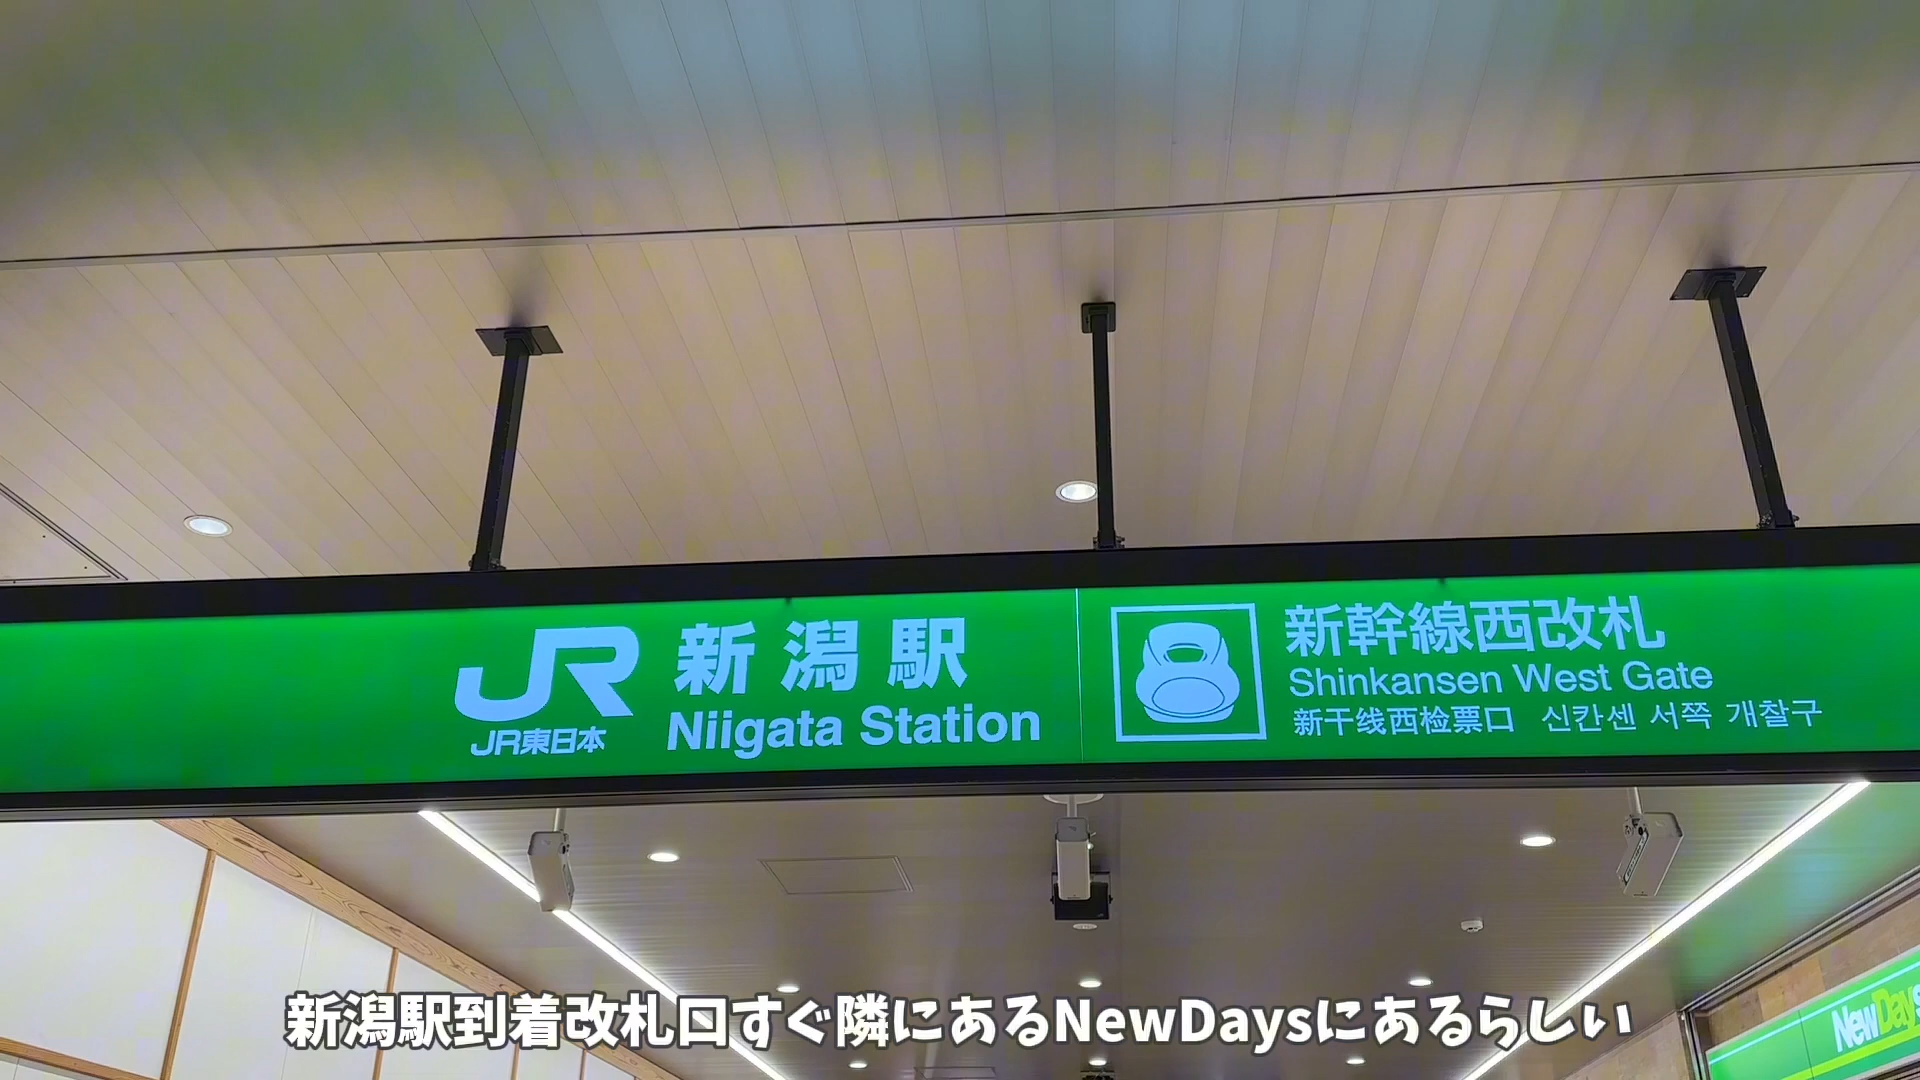 JR
JR東日本
新潟駅
Niigata Station
新幹線西改札
Shinkansen West Gate
新干线西检票口 신칸센 서쪽 개찰구
NewDays
新潟駅到着改札口すぐ隣にあるNewDaysにあるらしい